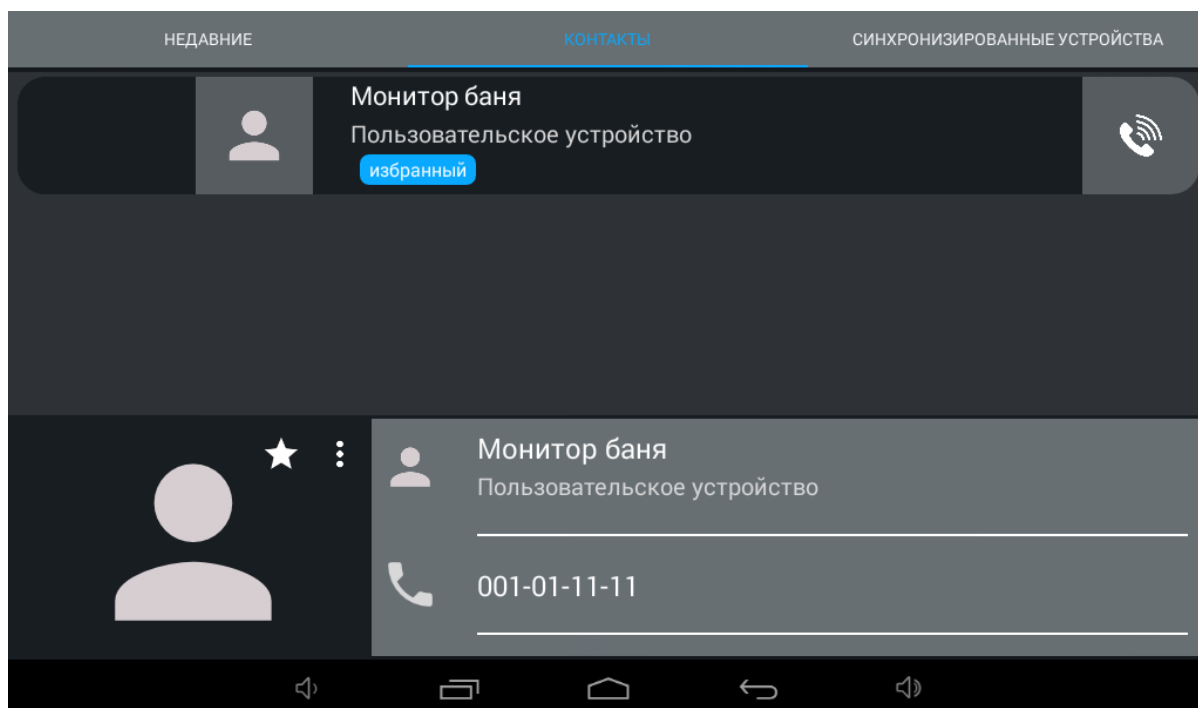 НЕДАВНИЕ
КОНТАКТЫ
СИНХРОНИЗИРОВАННЫЕ УСТРОЙСТВА
Монитор баня
Пользовательское устройство
избранный
Монитор баня
Пользовательское устройство
001-01-11-11